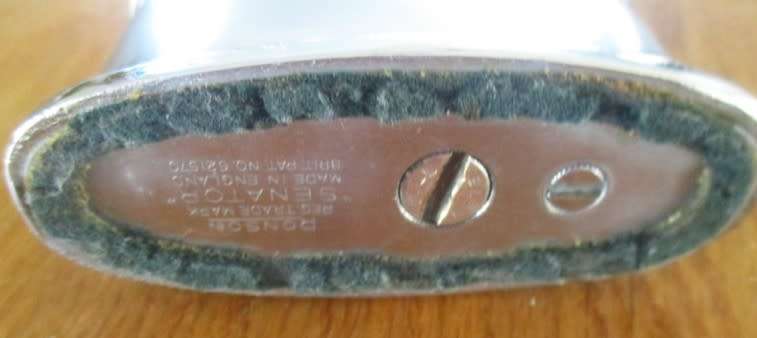 RONSON
REG TRADE MARK
"SENATOR"
MADE IN ENGLAND
BRIT. PAT. NO. 621570